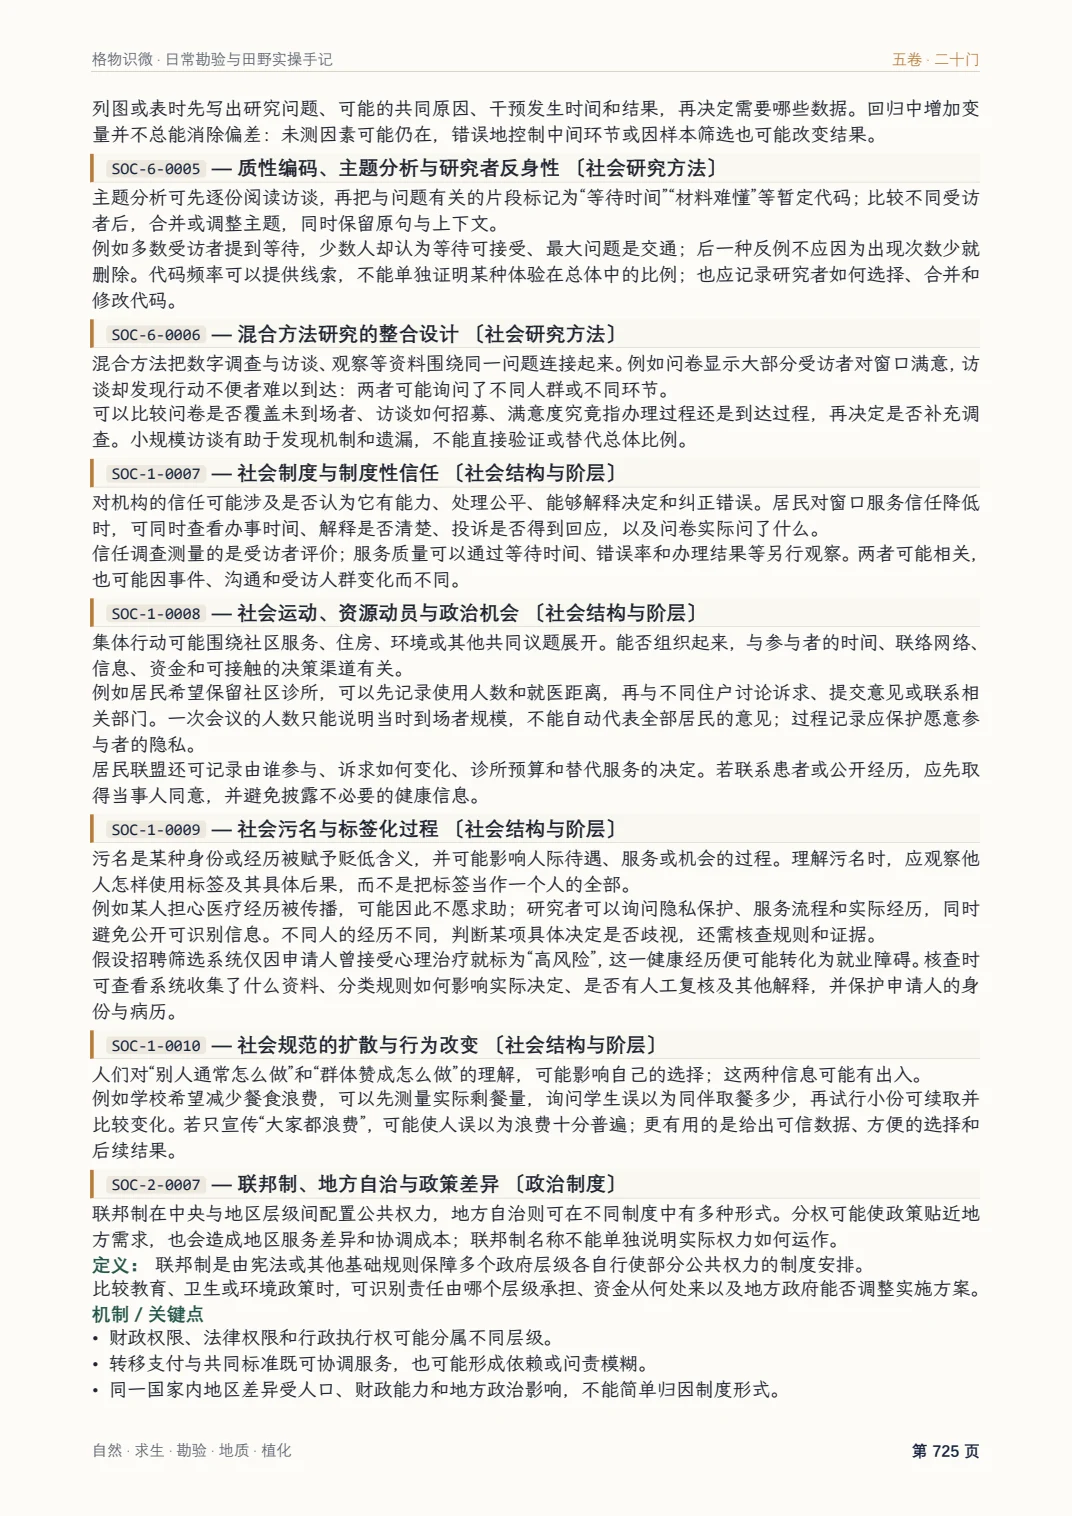 格物识微 · 日常勘验与田野实操手记
五卷 · 二十门
列图或表时先写出研究问题、可能的共同原因、干预发生时间和结果，再决定需要哪些数据。回归中增加变
量并不总能消除偏差：未测因素可能仍在，错误地控制中间环节或因样本筛选也可能改变结果。
SOC-6-0005 — 质性编码、主题分析与研究者反身性 〔社会研究方法〕
主题分析可先逐份阅读访谈，再把与问题有关的片段标记为“等待时间”“材料难懂”等暂定代码；比较不同受访
者后，合并或调整主题，同时保留原句与上下文。
例如多数受访者提到等待，少数人却认为等待可接受、最大问题是交通；后一种反例不应因为出现次数少就
删除。代码频率可以提供线索，不能单独证明某种体验在总体中的比例；也应记录研究者如何选择、合并和
修改代码。
SOC-6-0006 — 混合方法研究的整合设计 〔社会研究方法〕
混合方法把数字调查与访谈、观察等资料围绕同一问题连接起来。例如问卷显示大部分受访者对窗口满意，访
谈却发现行动不便者难以到达：两者可能询问了不同人群或不同环节。
可以比较问卷是否覆盖未到场者、访谈如何招募、满意度究竟指办理过程还是到达过程，再决定是否补充调
查。小规模访谈有助于发现机制和遗漏，不能直接验证或替代总体比例。
SOC-1-0007 — 社会制度与制度性信任 〔社会结构与阶层〕
对机构的信任可能涉及是否认为它有能力、处理公平、能够解释决定和纠正错误。居民对窗口服务信任降低
时，可同时查看办事时间、解释是否清楚、投诉是否得到回应，以及问卷实际问了什么。
信任调查测量的是受访者评价；服务质量可以通过等待时间、错误率和办理结果等另行观察。两者可能相关，
也可能因事件、沟通和受访人群变化而不同。
SOC-1-0008 — 社会运动、资源动员与政治机会 〔社会结构与阶层〕
集体行动可能围绕社区服务、住房、环境或其他共同议题展开。能否组织起来，与参与者的时间、联络网络、
信息、资金和可接触的决策渠道有关。
例如居民希望保留社区诊所，可以先记录使用人数和就医距离，再与不同住户讨论诉求、提交意见或联系相
关部门。一次会议的人数只能说明当时到场者规模，不能自动代表全部居民的意见；过程记录应保护愿意参
与者的隐私。
居民联盟还可记录由谁参与、诉求如何变化、诊所预算和替代服务的决定。若联系患者或公开经历，应先取
得当事人同意，并避免披露不必要的健康信息。
SOC-1-0009 — 社会污名与标签化过程 〔社会结构与阶层〕
污名是某种身份或经历被赋予贬低含义，并可能影响人际待遇、服务或机会的过程。理解污名时，应观察他
人怎样使用标签及其具体后果，而不是把标签当作一个人的全部。
例如某人担心医疗经历被传播，可能因此不愿求助；研究者可以询问隐私保护、服务流程和实际经历，同时
避免公开可识别信息。不同人的经历不同，判断某项具体决定是否歧视，还需核查规则和证据。
假设招聘筛选系统仅因申请人曾接受心理治疗就标为“高风险”，这一健康经历便可能转化为就业障碍。核查时
可查看系统收集了什么资料、分类规则如何影响实际决定、是否有人工复核及其他解释，并保护申请人的身
份与病历。
SOC-1-0010 — 社会规范的扩散与行为改变 〔社会结构与阶层〕
人们对“别人通常怎么做”和“群体赞成怎么做”的理解，可能影响自己的选择；这两种信息可能有出入。
例如学校希望减少餐食浪费，可以先测量实际剩餐量，询问学生误以为同伴取餐多少，再试行小份可续取并
比较变化。若只宣传“大家都浪费”，可能使人误以为浪费十分普遍；更有用的是给出可信数据、方便的选择和
后续结果。
SOC-2-0007 — 联邦制、地方自治与政策差异 〔政治制度〕
联邦制在中央与地区层级间配置公共权力，地方自治则可在不同制度中有多种形式。分权可能使政策贴近地
方需求，也会造成地区服务差异和协调成本；联邦制名称不能单独说明实际权力如何运作。
定义： 联邦制是由宪法或其他基础规则保障多个政府层级各自行使部分公共权力的制度安排。
比较教育、卫生或环境政策时，可识别责任由哪个层级承担、资金从何处来以及地方政府能否调整实施方案。
机制 / 关键点
• 财政权限、法律权限和行政执行权可能分属不同层级。
• 转移支付与共同标准既可协调服务，也可能形成依赖或问责模糊。
• 同一国家内地区差异受人口、财政能力和地方政治影响，不能简单归因制度形式。
自然 · 求生 · 勘验 · 地质 · 植化
第 725 页